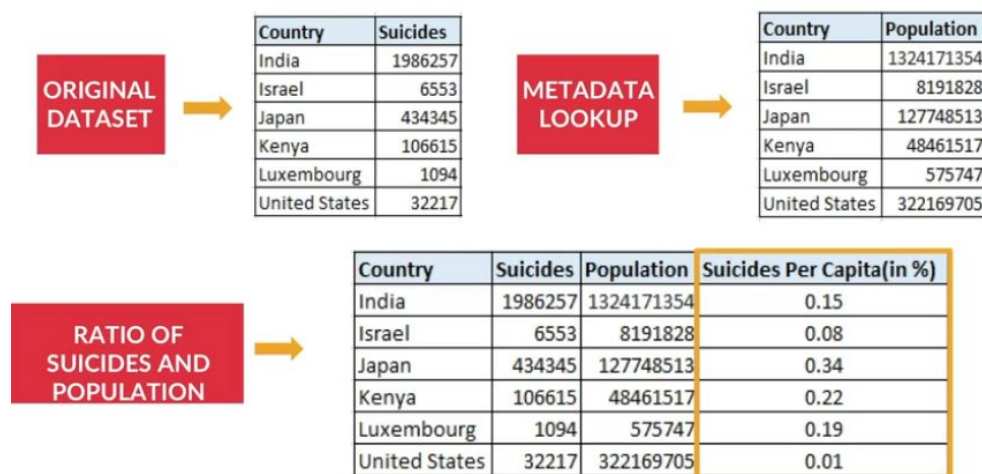 ORIGINAL
DATASET
Country Suicides
India 1986257
Israel 6553
Japan 434345
Kenya 106615
Luxembourg 1094
United States 32217
METADATA
LOOKUP
Country Population
India 1324171354
Israel 8191828
Japan 127748513
Kenya 48461517
Luxembourg 575747
United States 322169705
RATIO OF
SUICIDES AND
POPULATION
Country Suicides Population Suicides Per Capita(in %)
India 1986257 1324171354 0.15
Israel 6553 8191828 0.08
Japan 434345 127748513 0.34
Kenya 106615 48461517 0.22
Luxembourg 1094 575747 0.19
United States 32217 322169705 0.01